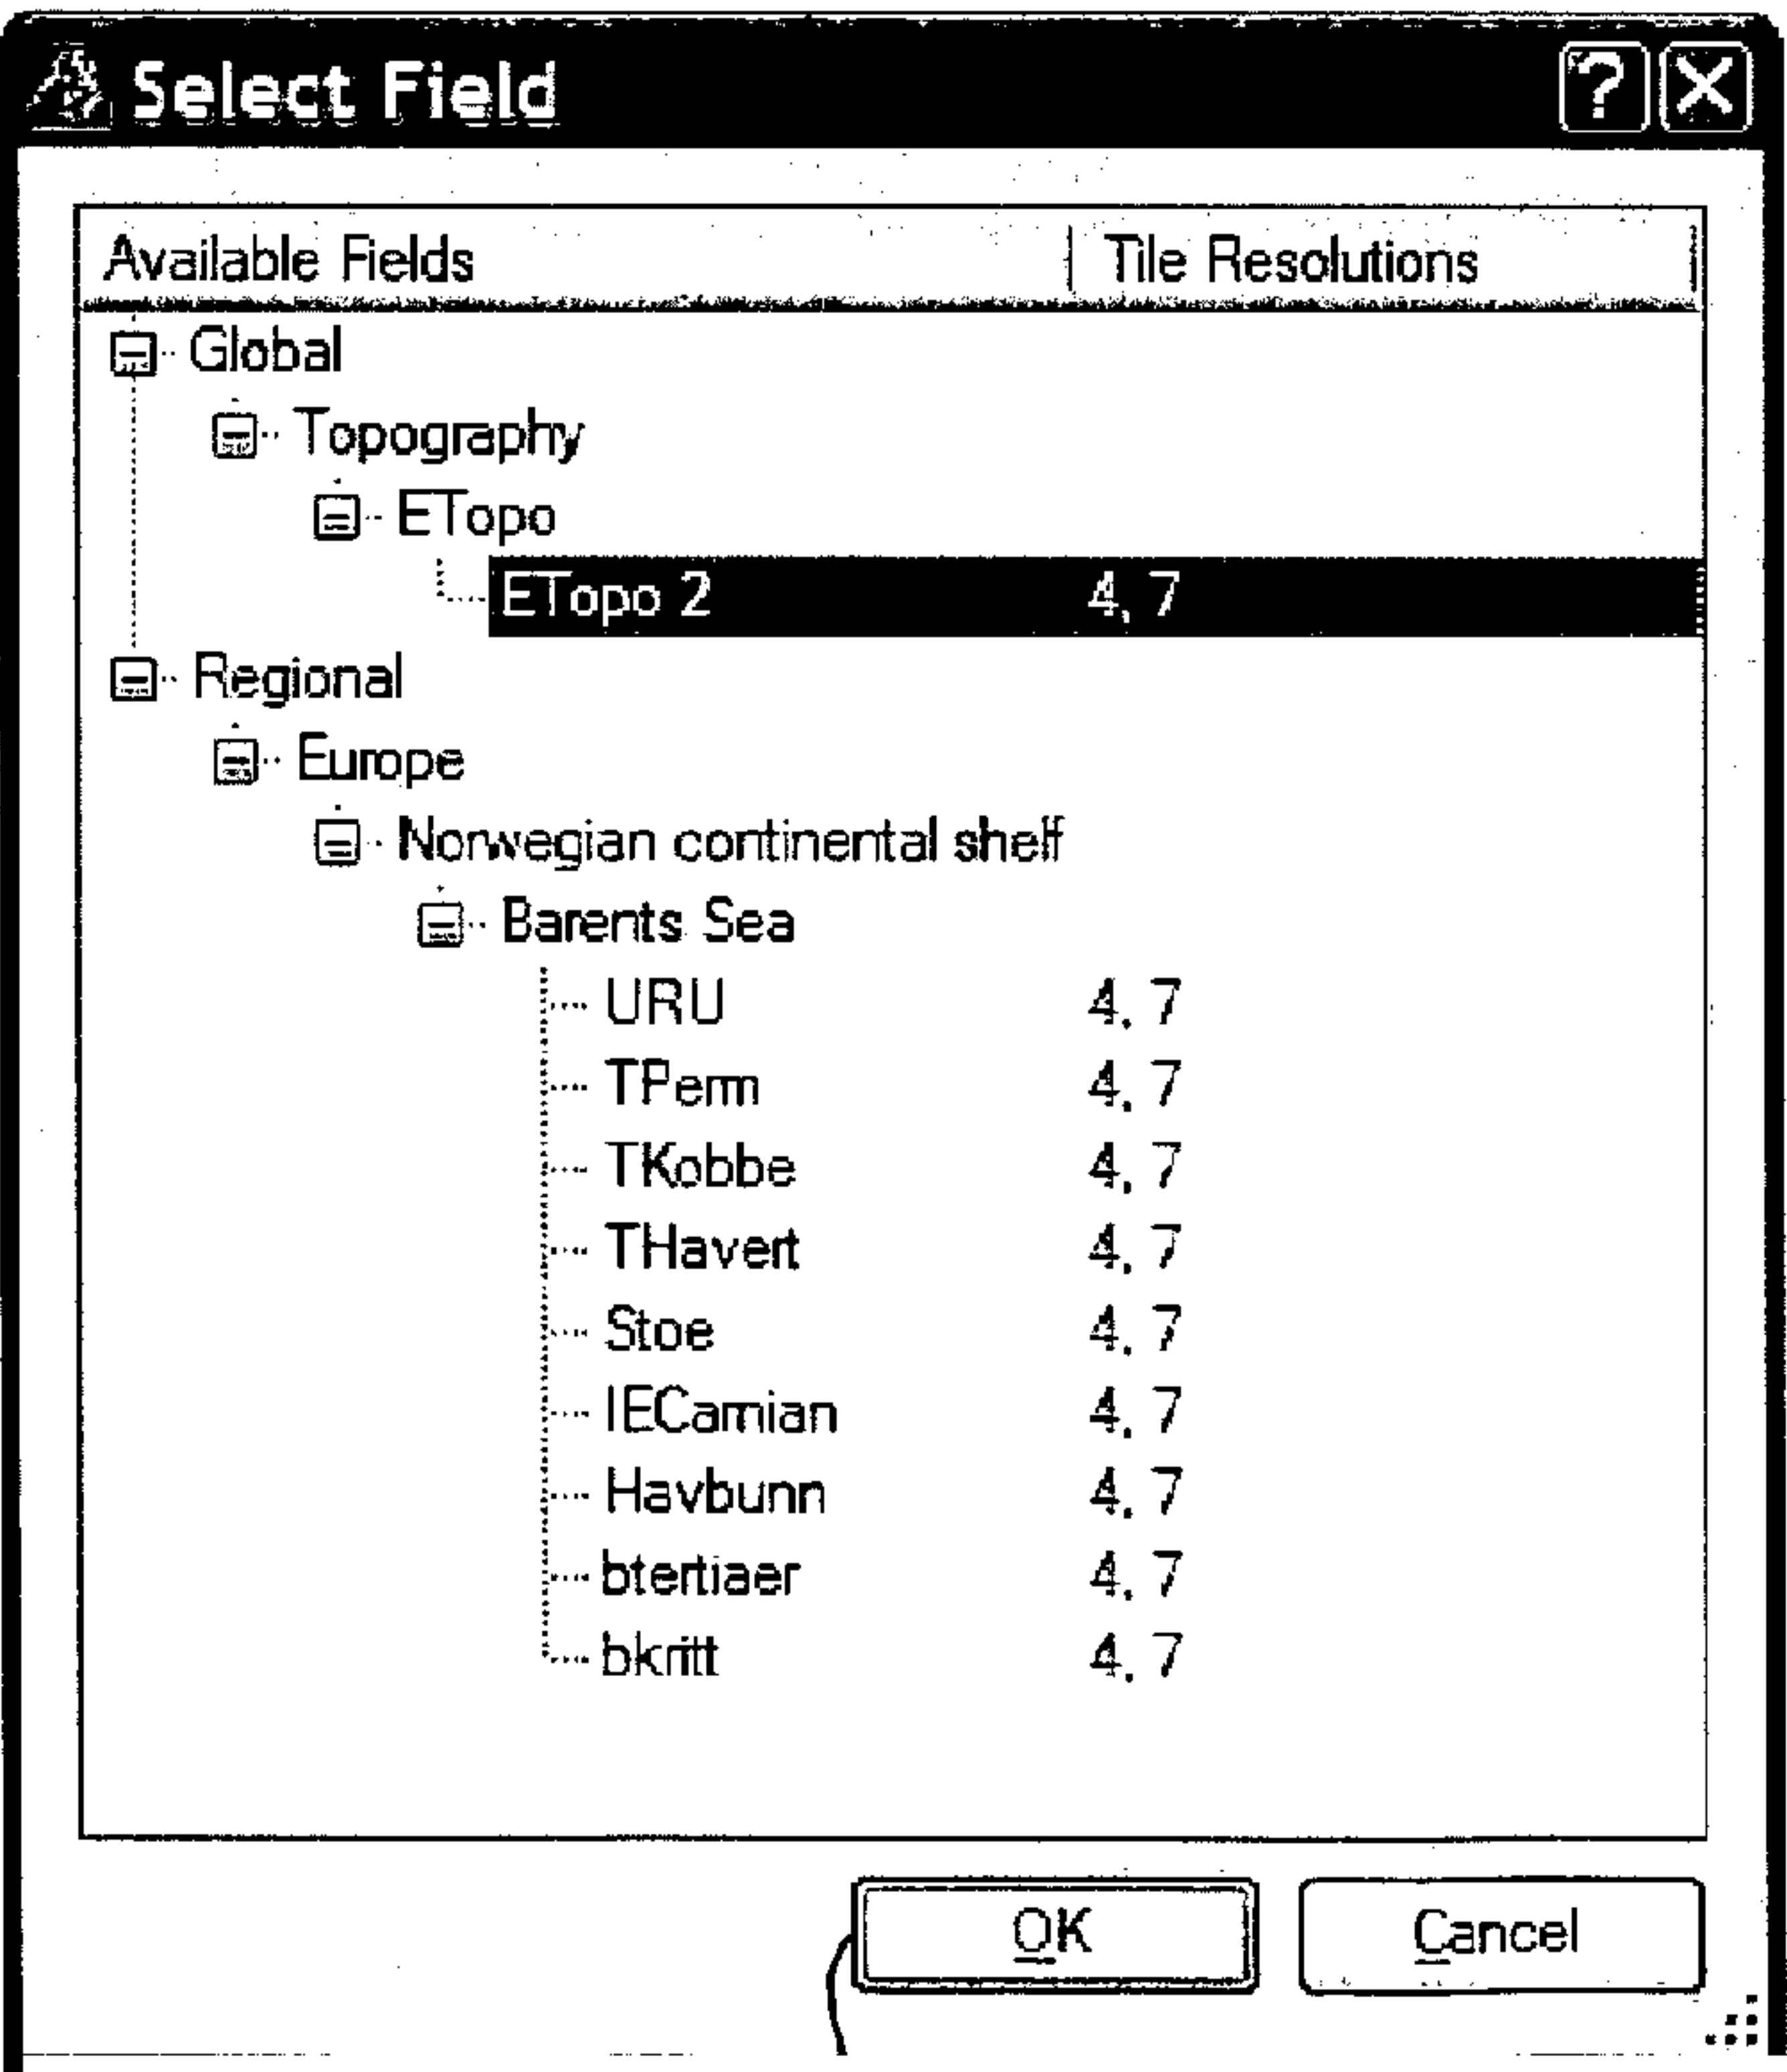 Select Field
Available Fields Tile Resolutions
Global
Topography
ETopo
ETopo 2 4, 7
Regional
Europe
Norwegian continental shelf
Barents Sea
URU 4, 7
TPerm 4, 7
TKobbe 4, 7
THavert 4, 7
Stoe 4, 7
IECarnian 4, 7
Havbunn 4, 7
btertiaer 4, 7
bkritt 4, 7
OK Cancel